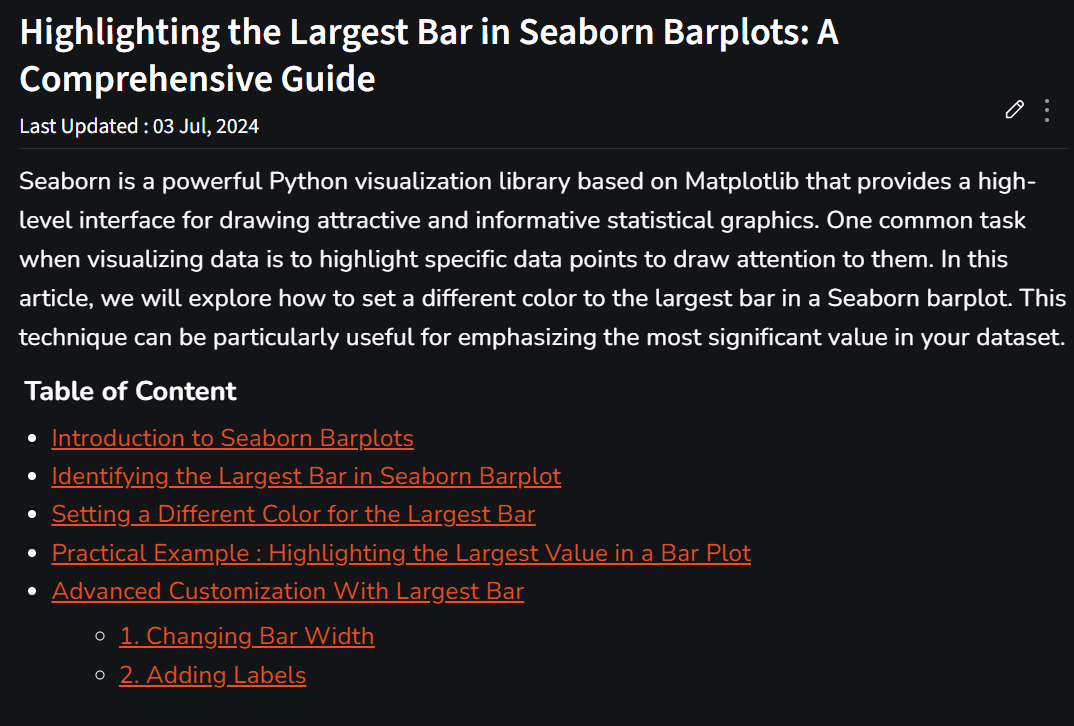 Highlighting the Largest Bar in Seaborn Barplots: A
Comprehensive Guide
Last Updated : 03 Jul, 2024
Seaborn is a powerful Python visualization library based on Matplotlib that provides a high-
level interface for drawing attractive and informative statistical graphics. One common task
when visualizing data is to highlight specific data points to draw attention to them. In this
article, we will explore how to set a different color to the largest bar in a Seaborn barplot. This
technique can be particularly useful for emphasizing the most significant value in your dataset.
Table of Content
Introduction to Seaborn Barplots
Identifying the Largest Bar in Seaborn Barplot
Setting a Different Color for the Largest Bar
Practical Example : Highlighting the Largest Value in a Bar Plot
Advanced Customization With Largest Bar
1. Changing Bar Width
2. Adding Labels